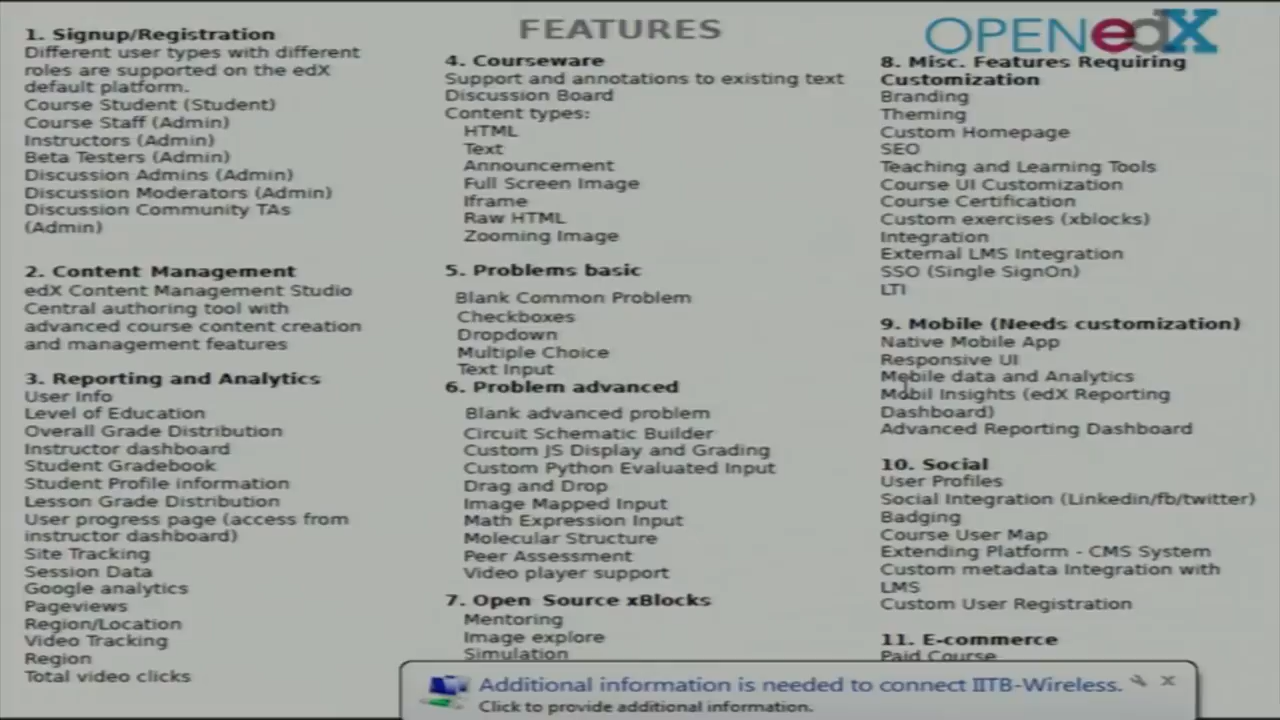 FEATURES
OPENedX
1. Signup/Registration
Different user types with different
roles are supported on the edX
default platform.
Course Student (Student)
Course Staff (Admin)
Instructors (Admin)
Beta Testers (Admin)
Discussion Admins (Admin)
Discussion Moderators (Admin)
Discussion Community TAs
(Admin)
2. Content Management
edX Content Management Studio
Central authoring tool with
advanced course content creation
and management features
3. Reporting and Analytics
User Info
Level of Education
Overall Grade Distribution
Instructor dashboard
Student Gradebook
Student Profile information
Lesson Grade Distribution
User progress page (access from
instructor dashboard)
Site Tracking
Session Data
Google analytics
Pageviews
Region/Location
Video Tracking
Region
Total video clicks
4. Courseware
Support and annotations to existing text
Discussion Board
Content types:
HTML
Text
Announcement
Full Screen Image
Iframe
Raw HTML
Zooming Image
5. Problems basic
Blank Common Problem
Checkboxes
Dropdown
Multiple Choice
Text Input
6. Problem advanced
Blank advanced problem
Circuit Schematic Builder
Custom JS Display and Grading
Custom Python Evaluated Input
Drag and Drop
Image Mapped Input
Math Expression Input
Molecular Structure
Peer Assessment
Video player support
7. Open Source xBlocks
Mentoring
Image explore
Simulation
8. Misc. Features Requiring
Customization
Branding
Theming
Custom Homepage
SEO
Teaching and Learning Tools
Course UI Customization
Course Certification
Custom exercises (xblocks)
Integration
External LMS Integration
SSO (Single SignOn)
LTI
9. Mobile (Needs customization)
Native Mobile App
Responsive UI
Mobile data and Analytics
Mobil Insights (edX Reporting
Dashboard)
Advanced Reporting Dashboard
10. Social
User Profiles
Social Integration (Linkedin/fb/twitter)
Badging
Course User Map
Extending Platform - CMS System
Custom metadata Integration with
LMS
Custom User Registration
11. E-commerce
Paid Course
Additional information is needed to connect IITB-Wireless.
Click to provide additional information.